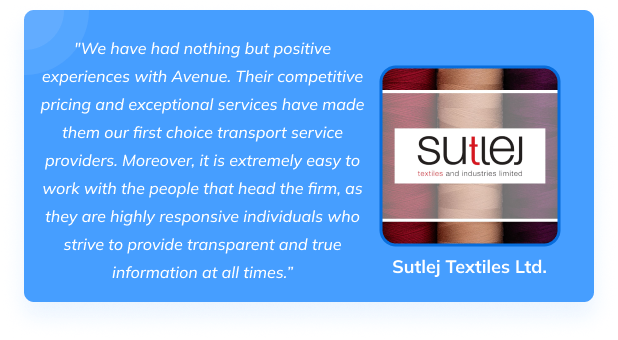 "We have had nothing but positive
experiences with Avenue. Their competitive
pricing and exceptional services have made
them our first choice transport service
providers. Moreover, it is extremely easy to
work with the people that head the firm, as
they are highly responsive individuals who
strive to provide transparent and true
information at all times."
sutlej
textiles and industries limited
Sutlej Textiles Ltd.